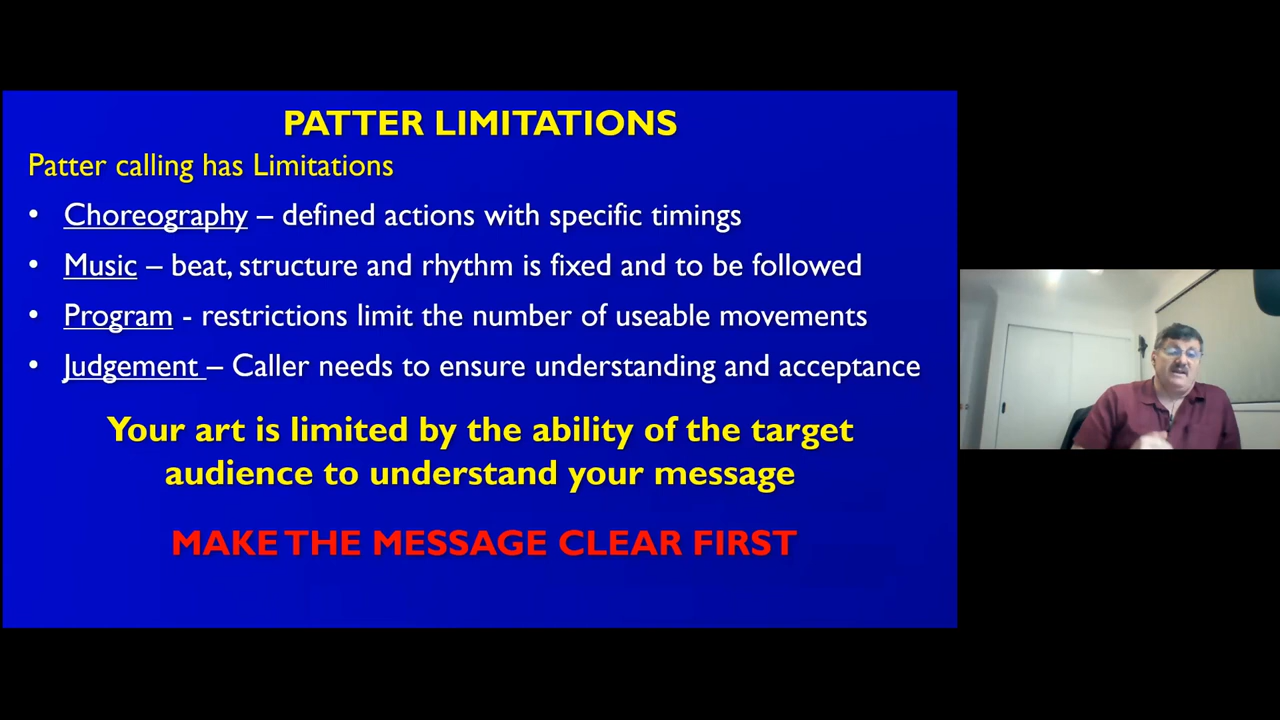 PATTER LIMITATIONS
Patter calling has Limitations
• Choreography – defined actions with specific timings
• Music – beat, structure and rhythm is fixed and to be followed
• Program - restrictions limit the number of useable movements
• Judgement – Caller needs to ensure understanding and acceptance
Your art is limited by the ability of the target
audience to understand your message
MAKE THE MESSAGE CLEAR FIRST